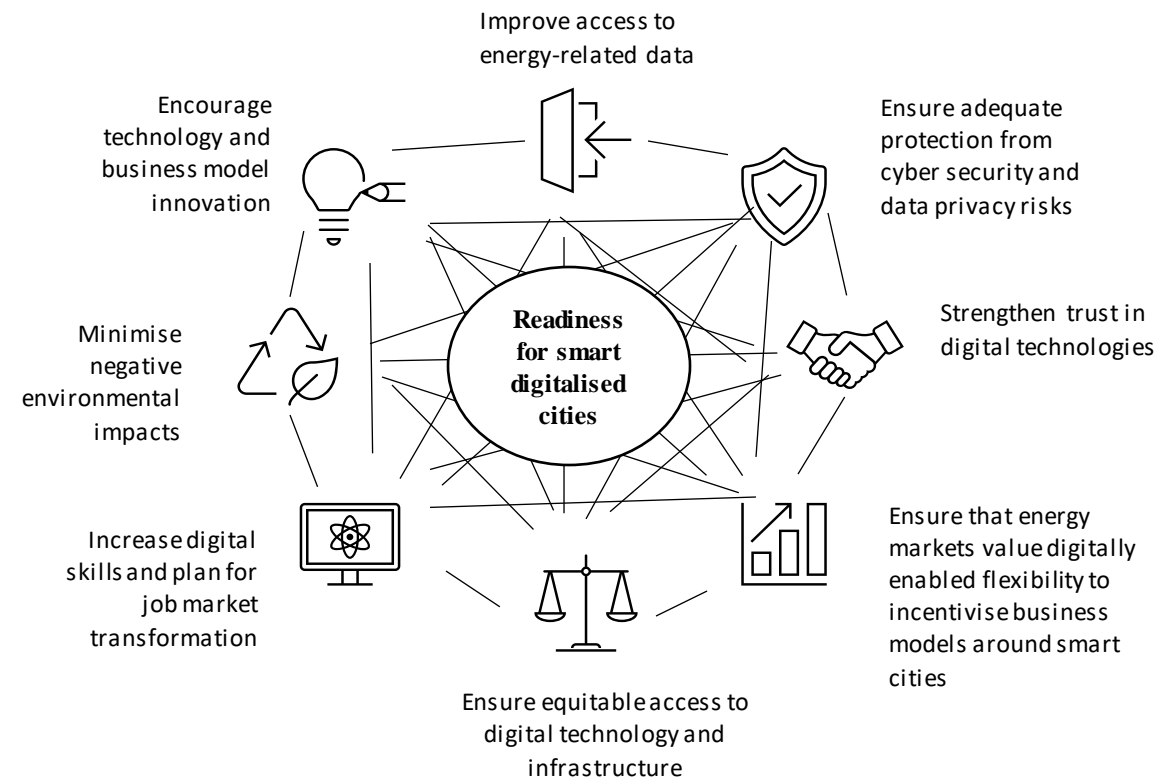 Improve access to
energy-related data
Encourage
technology and
business model
innovation
Ensure adequate
protection from
cyber security and
data privacy risks
Readiness
for smart
digitalised
cities
Minimise
negative
environmental
impacts
Strengthen trust in
digital technologies
Increase digital
skills and plan for
job market
transformation
Ensure that energy
markets value digitally
enabled flexibility to
incentivise business
models around smart
cities
Ensure equitable access to
digital technology and
infrastructure